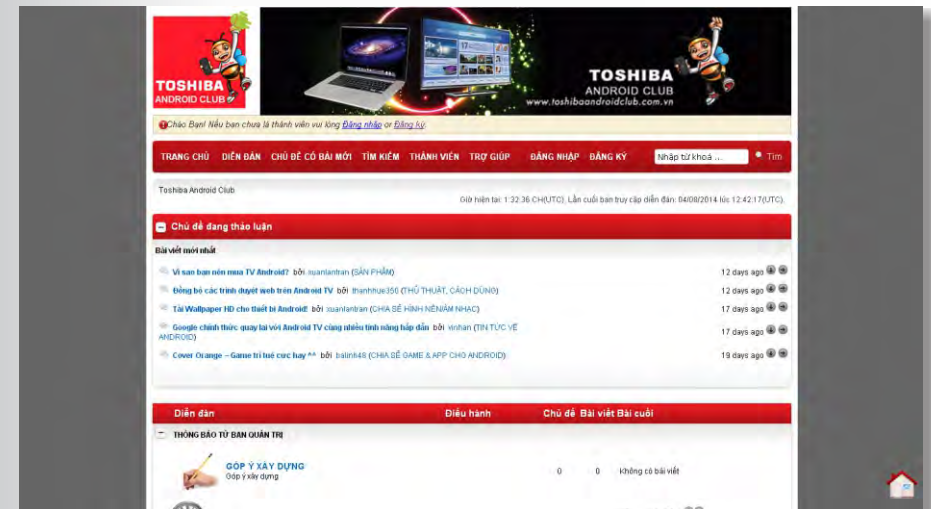 TOSHIBA
ANDROID CLUB
TOSHIBA
ANDROID CLUB
www.toshibaandroidclub.com.vn
Chào Bạn! Nếu bạn chưa là thành viên vui lòng Đăng nhập or Đăng ký.
TRANG CHỦ DIỄN ĐÀN CHỦ ĐỀ CÓ BÀI MỚI TÌM KIẾM THÀNH VIÊN TRỢ GIÚP ĐĂNG NHẬP ĐĂNG KÝ Nhập từ khoá ... Tìm
Toshiba Android Club
Giờ hiện tại: 1:32:36 CH(UTC). Lần cuối bạn truy cập diễn đàn: 04/08/2014 lúc 12:42:17(UTC).
Chủ đề đang thảo luận
Bài viết mới nhất
Vì sao bạn nên mua TV Android? bởi xuanlantran (SẢN PHẨM) 12 days ago
Đồng bộ các trình duyệt web trên Android TV bởi thanhhue350 (THỦ THUẬT, CÁCH DÙNG) 12 days ago
Tải Wallpaper HD cho thiết bị Android! bởi xuanlantran (CHIA SẺ HÌNH NỀN/ÂM NHẠC) 17 days ago
Google chính thức quay lại với Android TV cùng nhiều tính năng hấp dẫn bởi vinhan (TIN TỨC VỀ
ANDROID) 17 days ago
Cover Orange – Game trí tuệ cực hay ^^ bởi balinh48 (CHIA SẺ GAME & APP CHO ANDROID) 19 days ago
Diễn đàn Điều hành Chủ đề Bài viết Bài cuối
THÔNG BÁO TỪ BAN QUẢN TRỊ
GÓP Ý XÂY DỰNG
Góp ý xây dựng 0 0 Không có bài viết